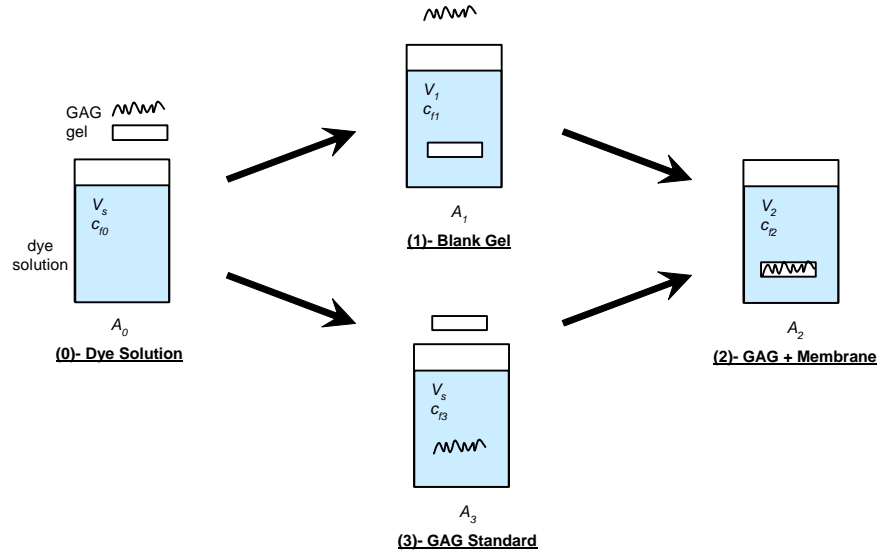 GAG
gel
V_s
c_f0
dye
solution
A_0
(0)- Dye Solution
V_1
c_f1
A_1
(1)- Blank Gel
V_s
c_f3
A_3
(3)- GAG Standard
V_2
c_f2
A_2
(2)- GAG + Membrane